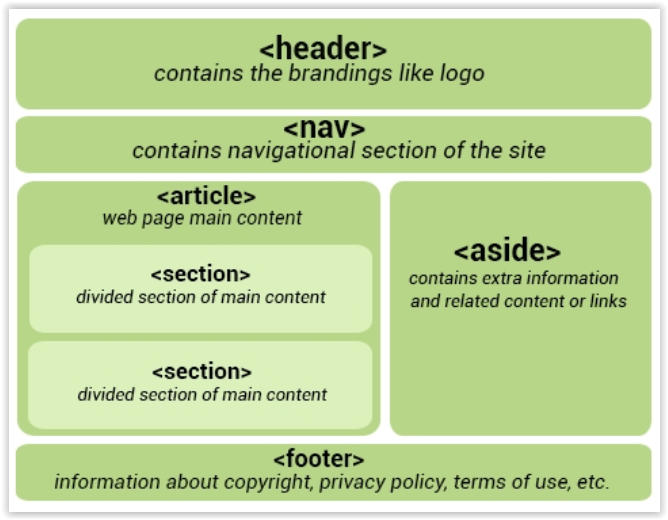 <header>
contains the brandings like logo
<nav>
contains navigational section of the site
<article>
web page main content
<section>
divided section of main content
<section>
divided section of main content
<aside>
contains extra information
and related content or links
<footer>
information about copyright, privacy policy, terms of use, etc.